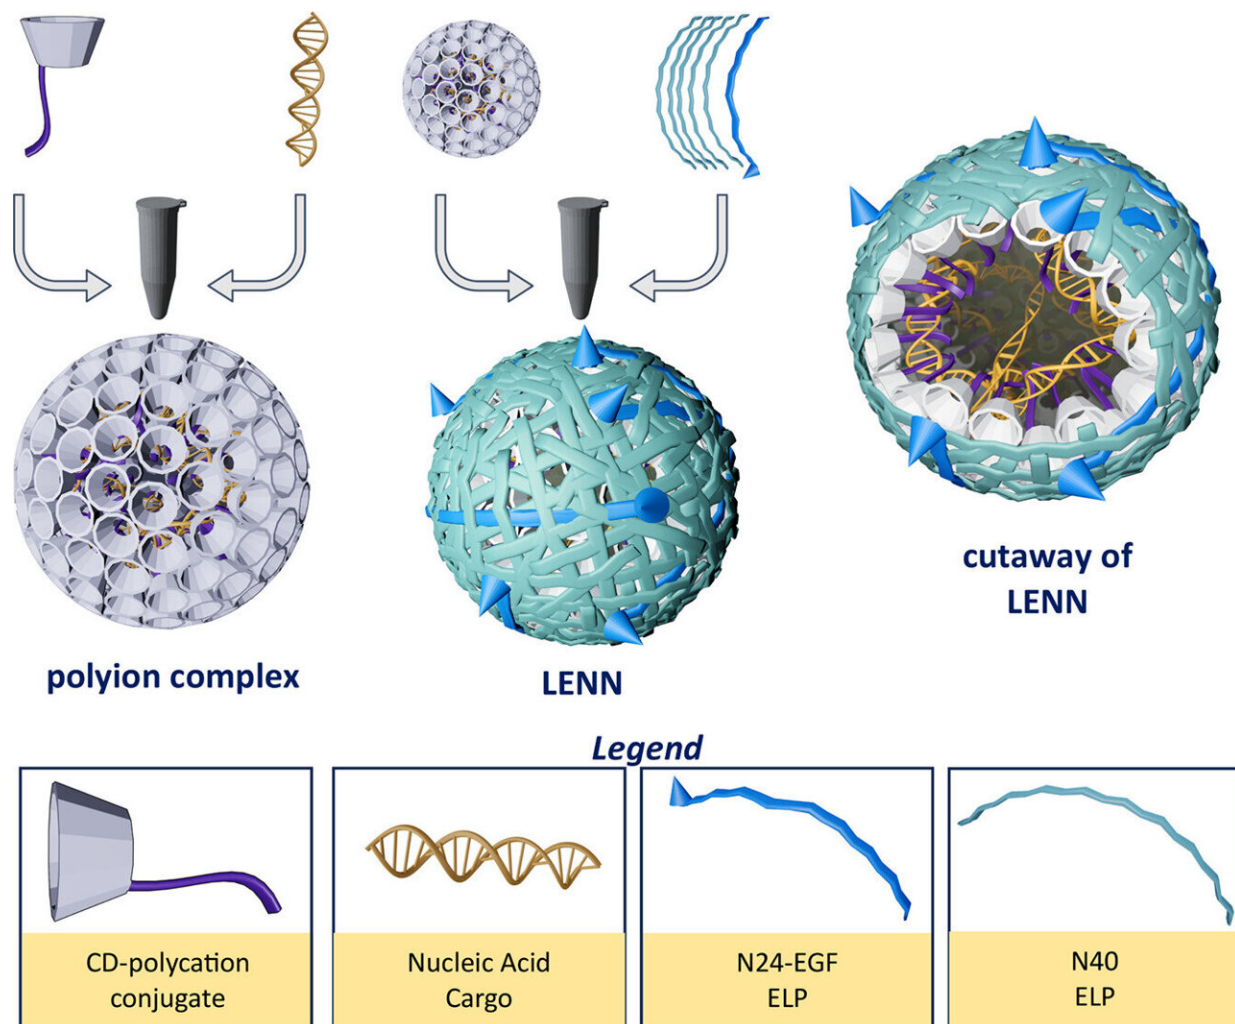 cutaway of
LENN
polyion complex
LENN
Legend
CD-polycation
conjugate
Nucleic Acid
Cargo
N24-EGF
ELP
N40
ELP